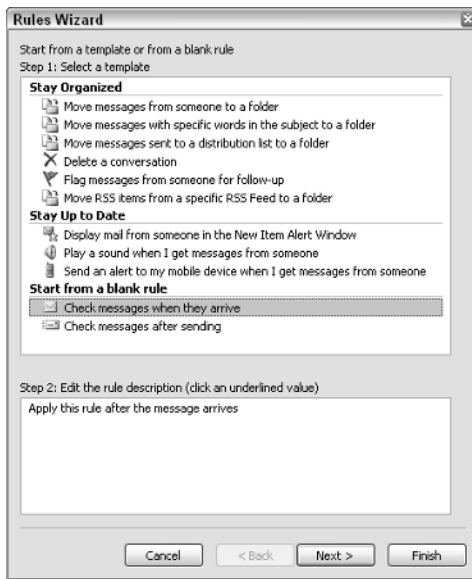 Rules Wizard
Start from a template or from a blank rule
Step 1: Select a template
Stay Organized
Move messages from someone to a folder
Move messages with specific words in the subject to a folder
Move messages sent to a distribution list to a folder
Delete a conversation
Flag messages from someone for follow-up
Move RSS items from a specific RSS Feed to a folder
Stay Up to Date
Display mail from someone in the New Item Alert Window
Play a sound when I get messages from someone
Send an alert to my mobile device when I get messages from someone
Start from a blank rule
Check messages when they arrive
Check messages after sending
Step 2: Edit the rule description (click an underlined value)
Apply this rule after the message arrives
Cancel < Back Next > Finish